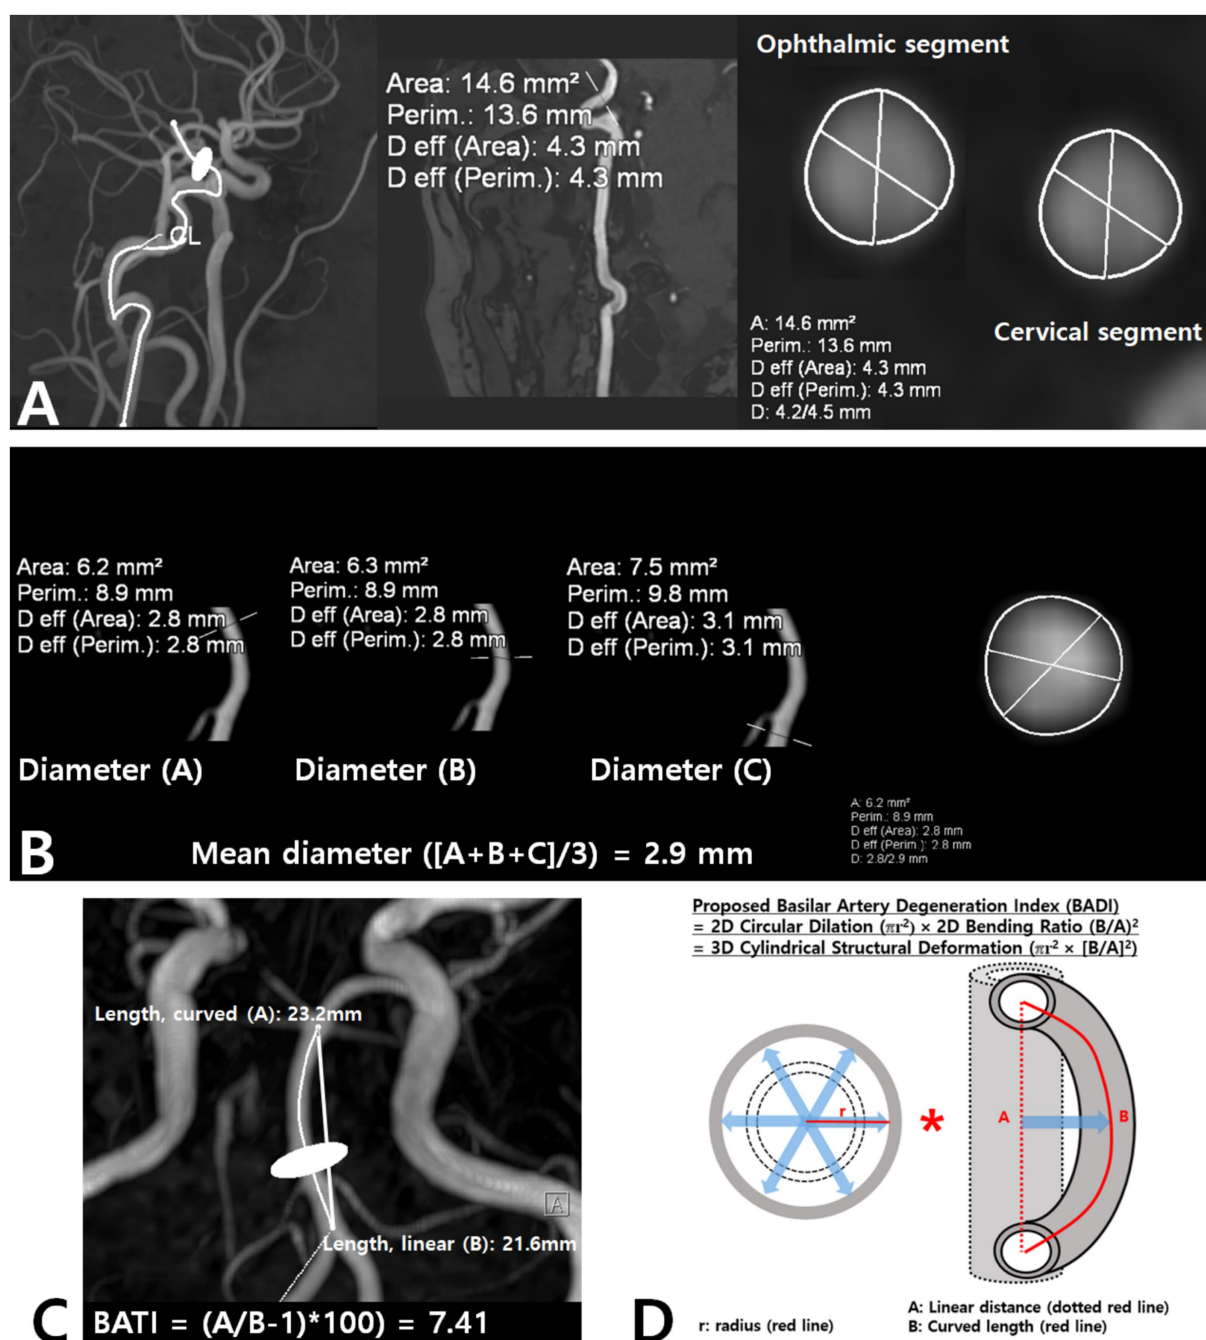 CL
Area: 14.6 mm²
Perim.: 13.6 mm
D eff (Area): 4.3 mm
D eff (Perim.): 4.3 mm
Ophthalmic segment
Cervical segment
A: 14.6 mm²
Perim.: 13.6 mm
D eff (Area): 4.3 mm
D eff (Perim.): 4.3 mm
D: 4.2/4.5 mm
A
Area: 6.2 mm²
Perim.: 8.9 mm
D eff (Area): 2.8 mm
D eff (Perim.): 2.8 mm
Diameter (A)
Area: 6.3 mm²
Perim.: 8.9 mm
D eff (Area): 2.8 mm
D eff (Perim.): 2.8 mm
Diameter (B)
Area: 7.5 mm²
Perim.: 9.8 mm
D eff (Area): 3.1 mm
D eff (Perim.): 3.1 mm
Diameter (C)
A: 6.2 mm²
Perim.: 8.9 mm
D eff (Area): 2.8 mm
D eff (Perim.): 2.8 mm
D: 2.8/2.9 mm
B
Mean diameter ([A+B+C]/3) = 2.9 mm
Length, curved (A): 23.2mm
A
Length, linear (B): 21.6mm
C
BATI = (A/B-1)*100) = 7.41
Proposed Basilar Artery Degeneration Index (BADI)
= 2D Circular Dilation (πr²) × 2D Bending Ratio (B/A)²
= 3D Cylindrical Structural Deformation (πr² × [B/A]²)
r
*
A
B
D
r: radius (red line)
A: Linear distance (dotted red line)
B: Curved length (red line)